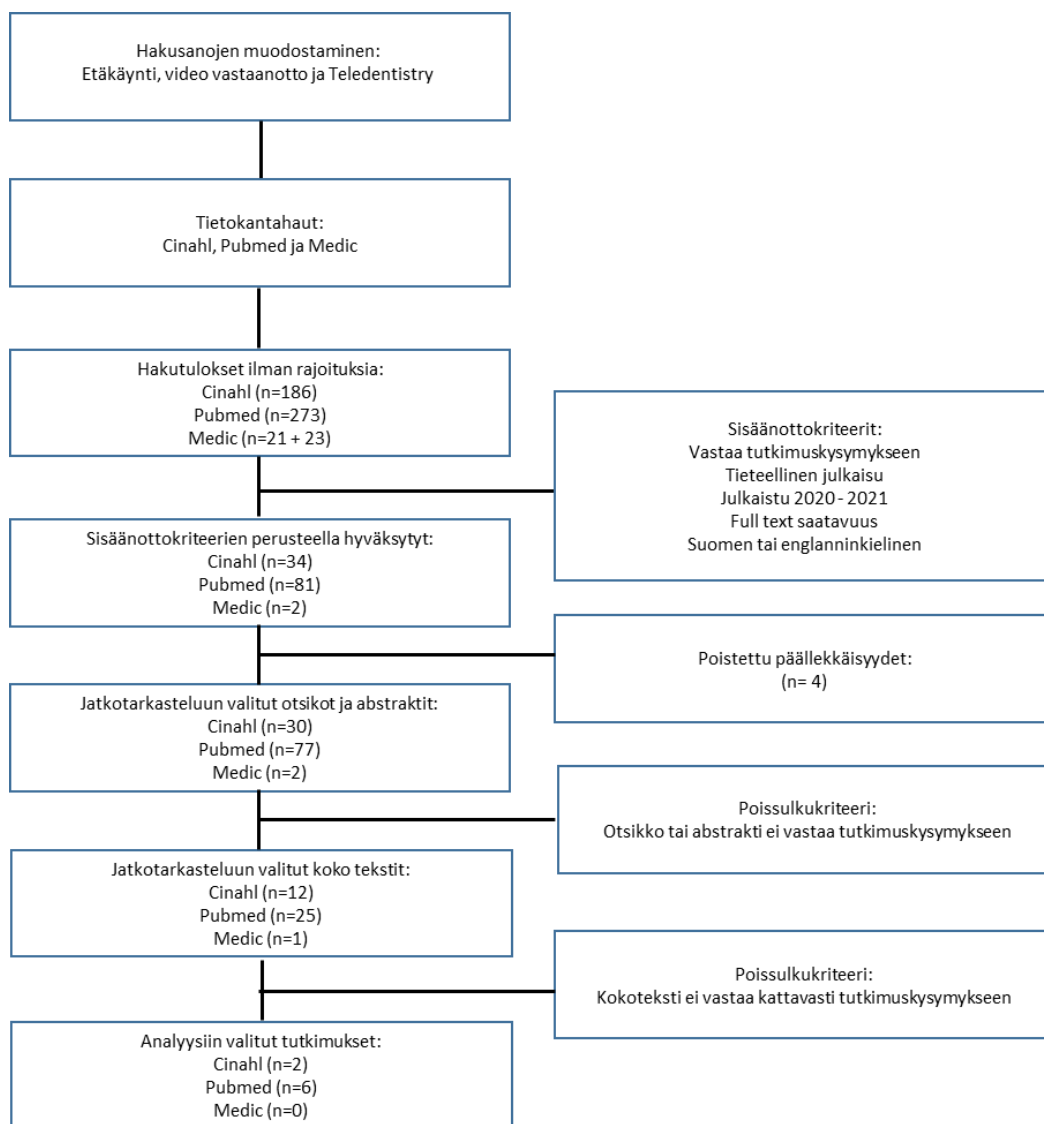 Hakusanojen muodostaminen:
Etäkäynti, video vastaanotto ja Teledentistry
Tietokantahaut:
Cinahl, Pubmed ja Medic
Hakutulokset ilman rajoituksia:
Cinahl (n=186)
Pubmed (n=273)
Medic (n=21 + 23)
Sisäänottokriteerit:
Vastaa tutkimuskysymykseen
Tieteellinen julkaisu
Julkaistu 2020 - 2021
Full text saatavuus
Suomen tai englanninkielinen
Sisäänottokriteerien perusteella hyväksytyt:
Cinahl (n=34)
Pubmed (n=81)
Medic (n=2)
Poistettu päällekkäisyydet:
(n= 4)
Jatkotarkasteluun valitut otsikot ja abstraktit:
Cinahl (n=30)
Pubmed (n=77)
Medic (n=2)
Poissulkukriteeri:
Otsikko tai abstrakti ei vastaa tutkimuskysymykseen
Jatkotarkasteluun valitut koko tekstit:
Cinahl (n=12)
Pubmed (n=25)
Medic (n=1)
Poissulkukriteeri:
Kokoteksti ei vastaa kattavasti tutkimuskysymykseen
Analyysiin valitut tutkimukset:
Cinahl (n=2)
Pubmed (n=6)
Medic (n=0)